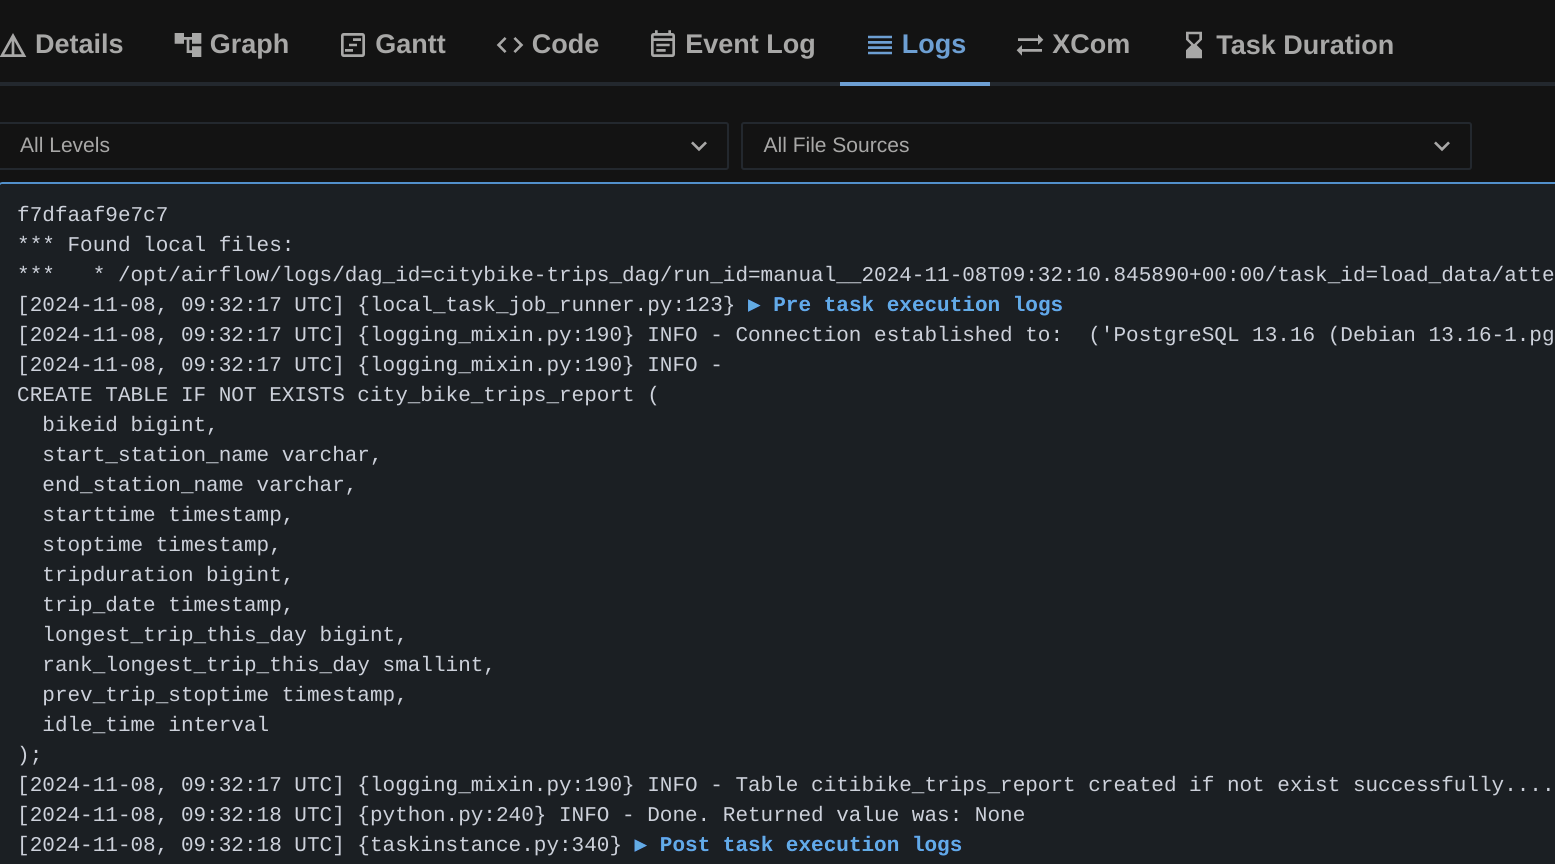 Details Graph Gantt Code Event Log Logs XCom Task Duration
All Levels All File Sources
f7dfaaf9e7c7
*** Found local files:
***   * /opt/airflow/logs/dag_id=citybike-trips_dag/run_id=manual__2024-11-08T09:32:10.845890+00:00/task_id=load_data/atte
[2024-11-08, 09:32:17 UTC] {local_task_job_runner.py:123} ▶ Pre task execution logs
[2024-11-08, 09:32:17 UTC] {logging_mixin.py:190} INFO - Connection established to:  ('PostgreSQL 13.16 (Debian 13.16-1.pg
[2024-11-08, 09:32:17 UTC] {logging_mixin.py:190} INFO -
CREATE TABLE IF NOT EXISTS city_bike_trips_report (
  bikeid bigint,
  start_station_name varchar,
  end_station_name varchar,
  starttime timestamp,
  stoptime timestamp,
  tripduration bigint,
  trip_date timestamp,
  longest_trip_this_day bigint,
  rank_longest_trip_this_day smallint,
  prev_trip_stoptime timestamp,
  idle_time interval
);
[2024-11-08, 09:32:17 UTC] {logging_mixin.py:190} INFO - Table citibike_trips_report created if not exist successfully....
[2024-11-08, 09:32:18 UTC] {python.py:240} INFO - Done. Returned value was: None
[2024-11-08, 09:32:18 UTC] {taskinstance.py:340} ▶ Post task execution logs